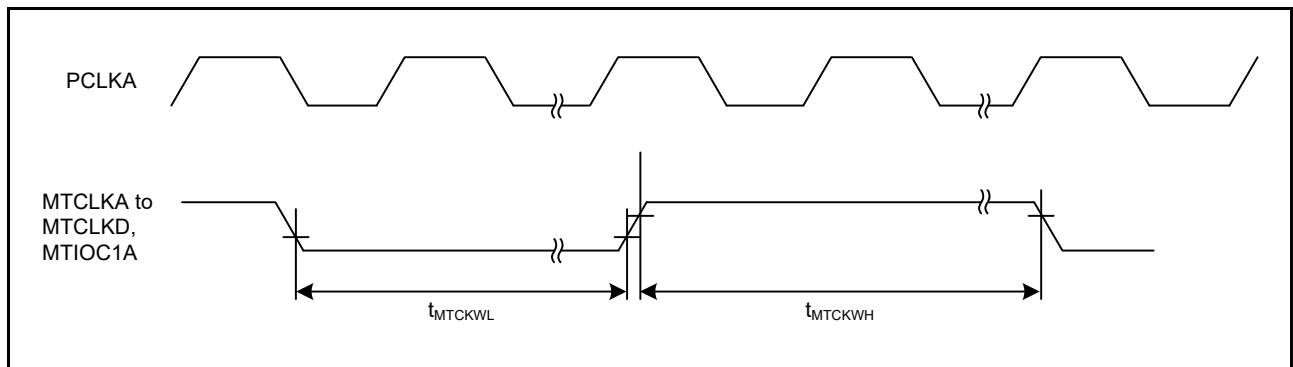 PCLKA
MTCLKA to
MTCLKD,
MTIOC1A
tMTCKWL
tMTCKWH